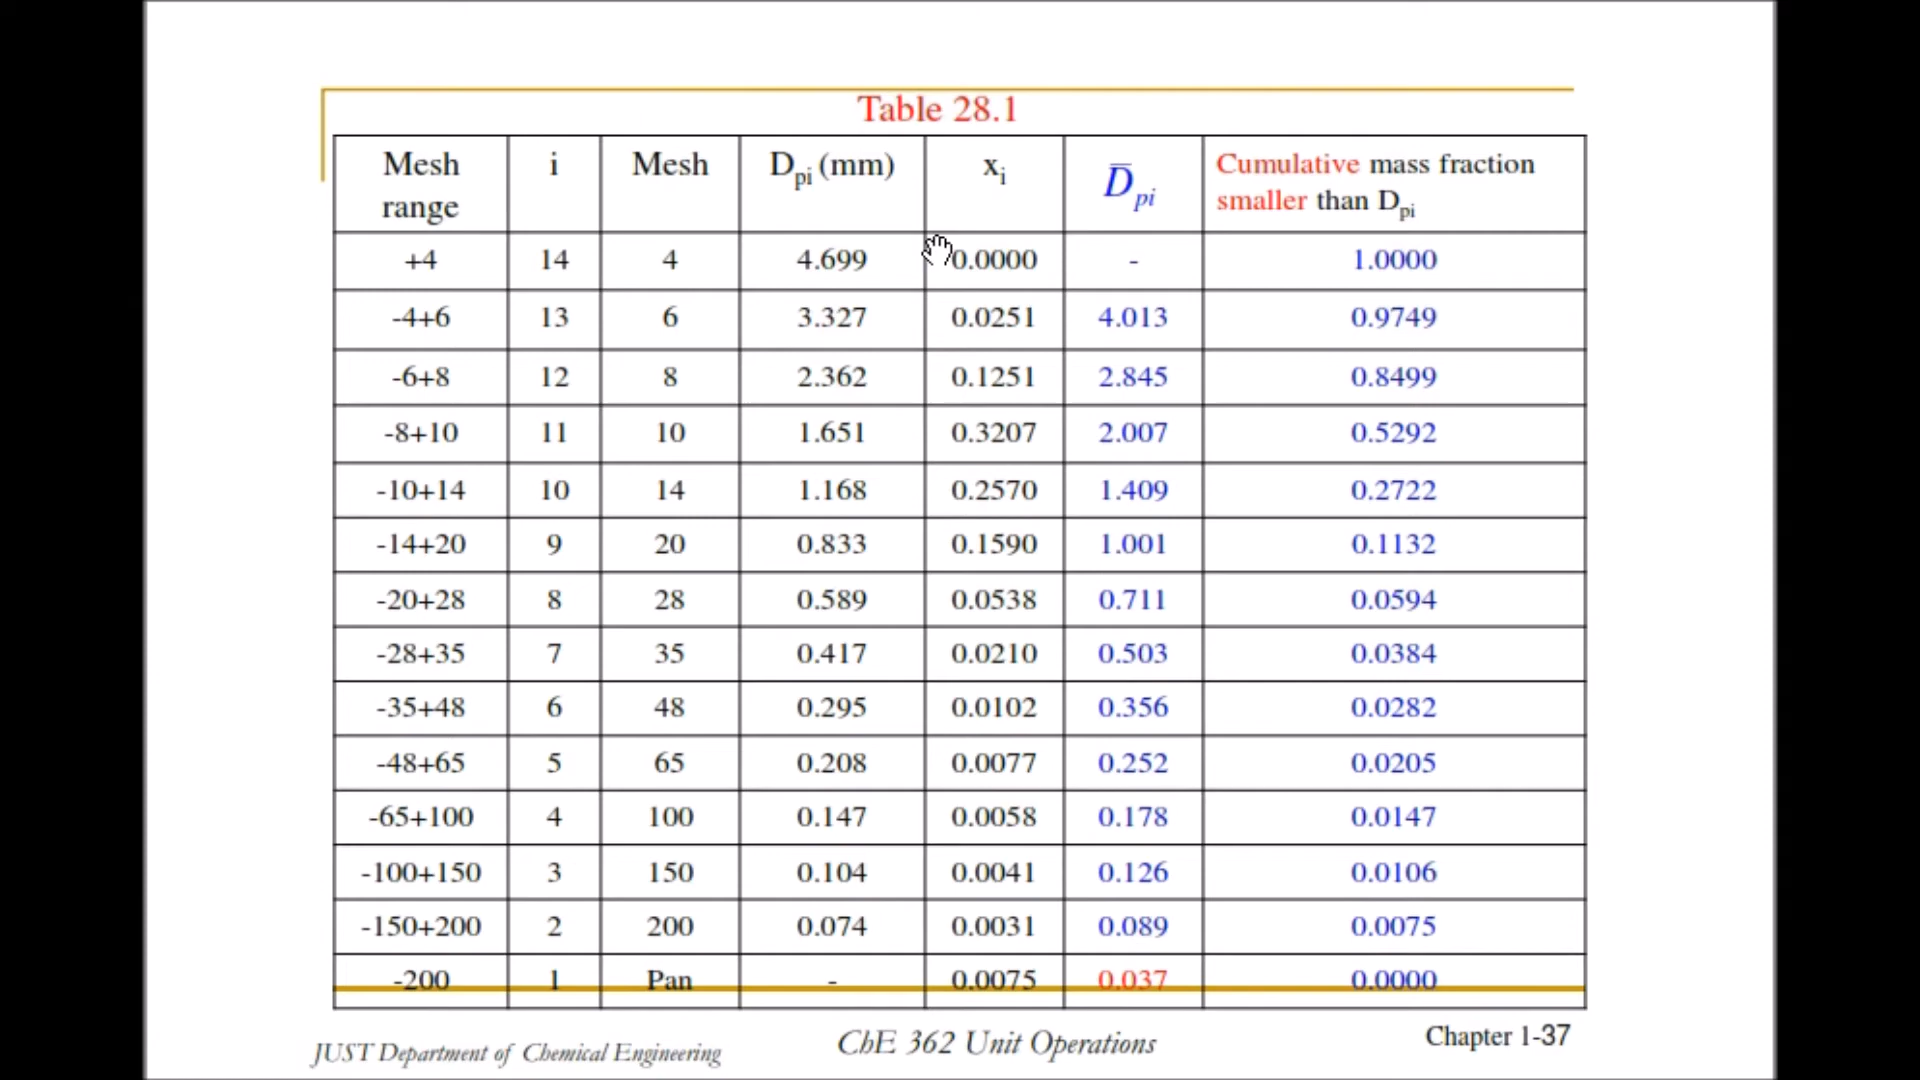 Table 28.1
Mesh range i Mesh Dpi (mm) xi D̅pi Cumulative mass fraction smaller than Dpi
+4 14 4 4.699 0.0000 - 1.0000
-4+6 13 6 3.327 0.0251 4.013 0.9749
-6+8 12 8 2.362 0.1251 2.845 0.8499
-8+10 11 10 1.651 0.3207 2.007 0.5292
-10+14 10 14 1.168 0.2570 1.409 0.2722
-14+20 9 20 0.833 0.1590 1.001 0.1132
-20+28 8 28 0.589 0.0538 0.711 0.0594
-28+35 7 35 0.417 0.0210 0.503 0.0384
-35+48 6 48 0.295 0.0102 0.356 0.0282
-48+65 5 65 0.208 0.0077 0.252 0.0205
-65+100 4 100 0.147 0.0058 0.178 0.0147
-100+150 3 150 0.104 0.0041 0.126 0.0106
-150+200 2 200 0.074 0.0031 0.089 0.0075
-200 1 Pan - 0.0075 0.037 0.0000
JUST Department of Chemical Engineering ChE 362 Unit Operations Chapter 1-37